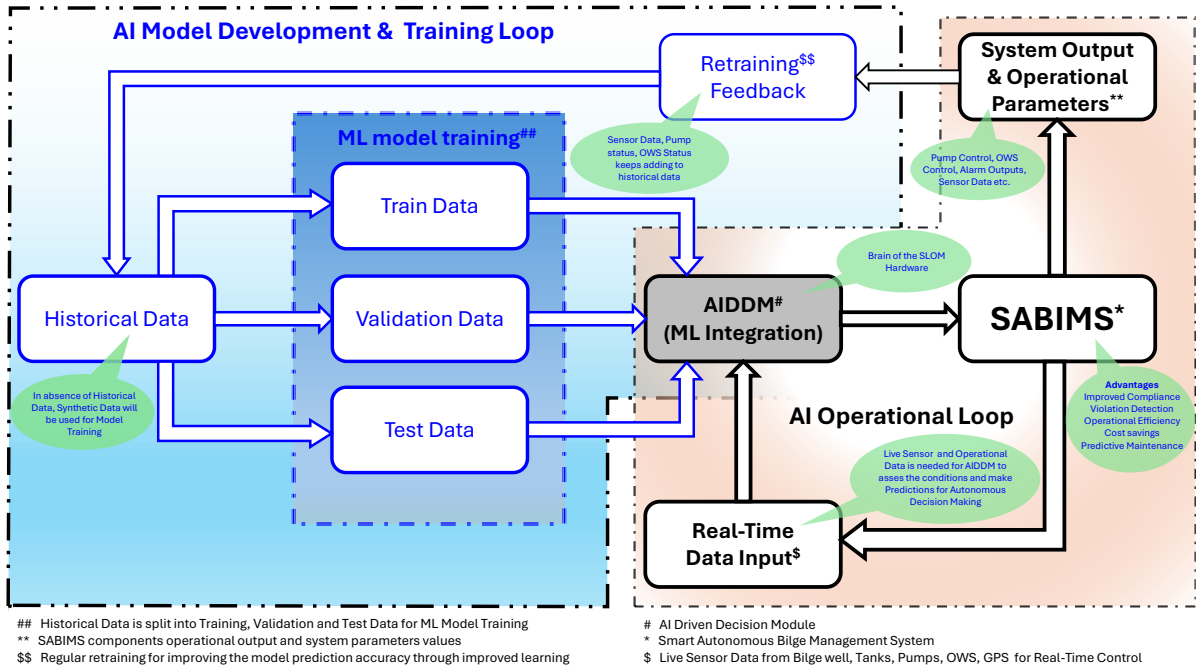 AI Model Development & Training Loop
Retraining$$
Feedback
System Output
& Operational
Parameters**
Sensor Data, Pump
status, OWS Status
keeps adding to
historical data
Pump Control, OWS
Control, Alarm Outputs,
Sensor Data etc.
ML model training##
Train Data
Validation Data
Test Data
Historical Data
In absence of Historical
Data, Synthetic Data will
be used for Model
Training
AIDDM#
(ML Integration)
Brain of the SLOM
Hardware
SABIMS*
Advantages
Improved Compliance
Violation Detection
Operational Efficiency
Cost savings
Predictive Maintenance
AI Operational Loop
Live Sensor and Operational
Data is needed for AIDDM to
asses the conditions and make
Predictions for Autonomous
Decision Making
Real-Time
Data Input$
## Historical Data is split into Training, Validation and Test Data for ML Model Training
** SABIMS components operational output and system parameters values
$$ Regular retraining for improving the model prediction accuracy through improved learning
# AI Driven Decision Module
* Smart Autonomous Bilge Management System
$ Live Sensor Data from Bilge well, Tanks, Pumps, OWS, GPS for Real-Time Control